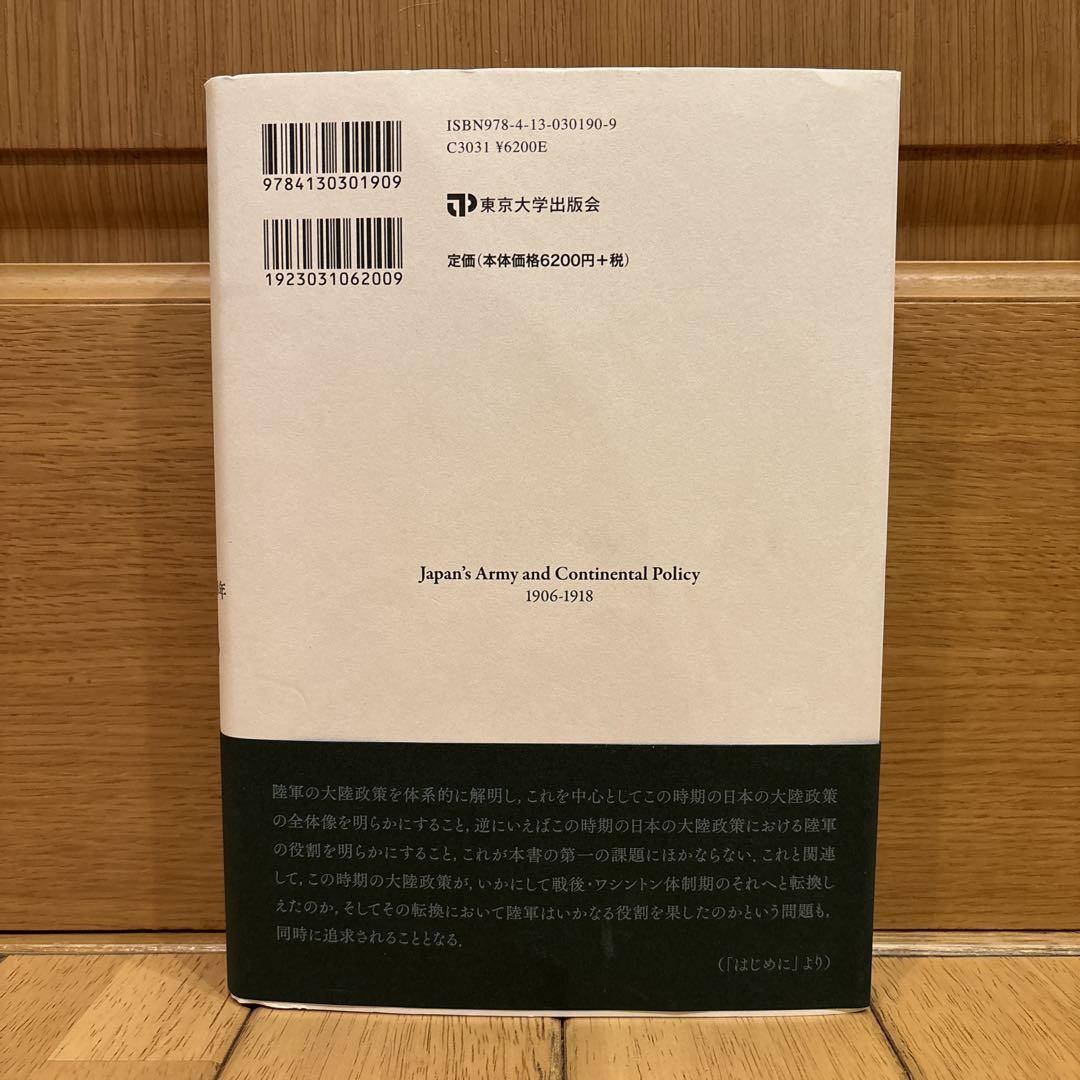 ISBN978-4-13-030190-9
C3031 ¥6200E
9784130301909
東京大学出版会
1923031062009
定価(本体価格6200円+税)
Japan's Army and Continental Policy
1906-1918
年
陸軍の大陸政策を体系的に解明し,これを中心としてこの時期の日本の大陸政策
の全体像を明らかにすること,逆にいえばこの時期の日本の大陸政策における陸軍
の役割を明らかにすること,これが本書の第一の課題にほかならない.これと関連
して,この時期の大陸政策が,いかにして戦後・ワシントン体制期のそれへと転換し
えたのか,そしてその転換において陸軍はいかなる役割を果したのかという問題も,
同時に追求されることとなる.
(「はじめに」より)